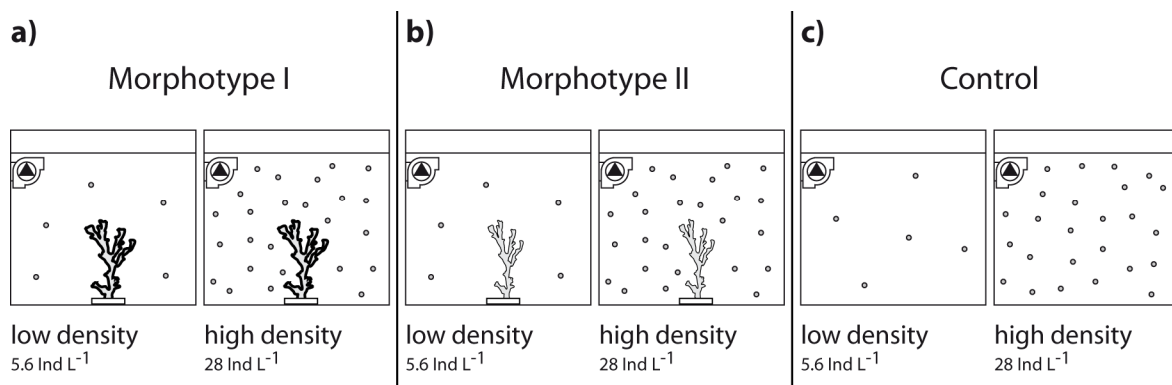 a)
Morphotype I
low density
5.6 Ind L-1
high density
28 Ind L-1
b)
Morphotype II
low density
5.6 Ind L-1
high density
28 Ind L-1
c)
Control
low density
5.6 Ind L-1
high density
28 Ind L-1